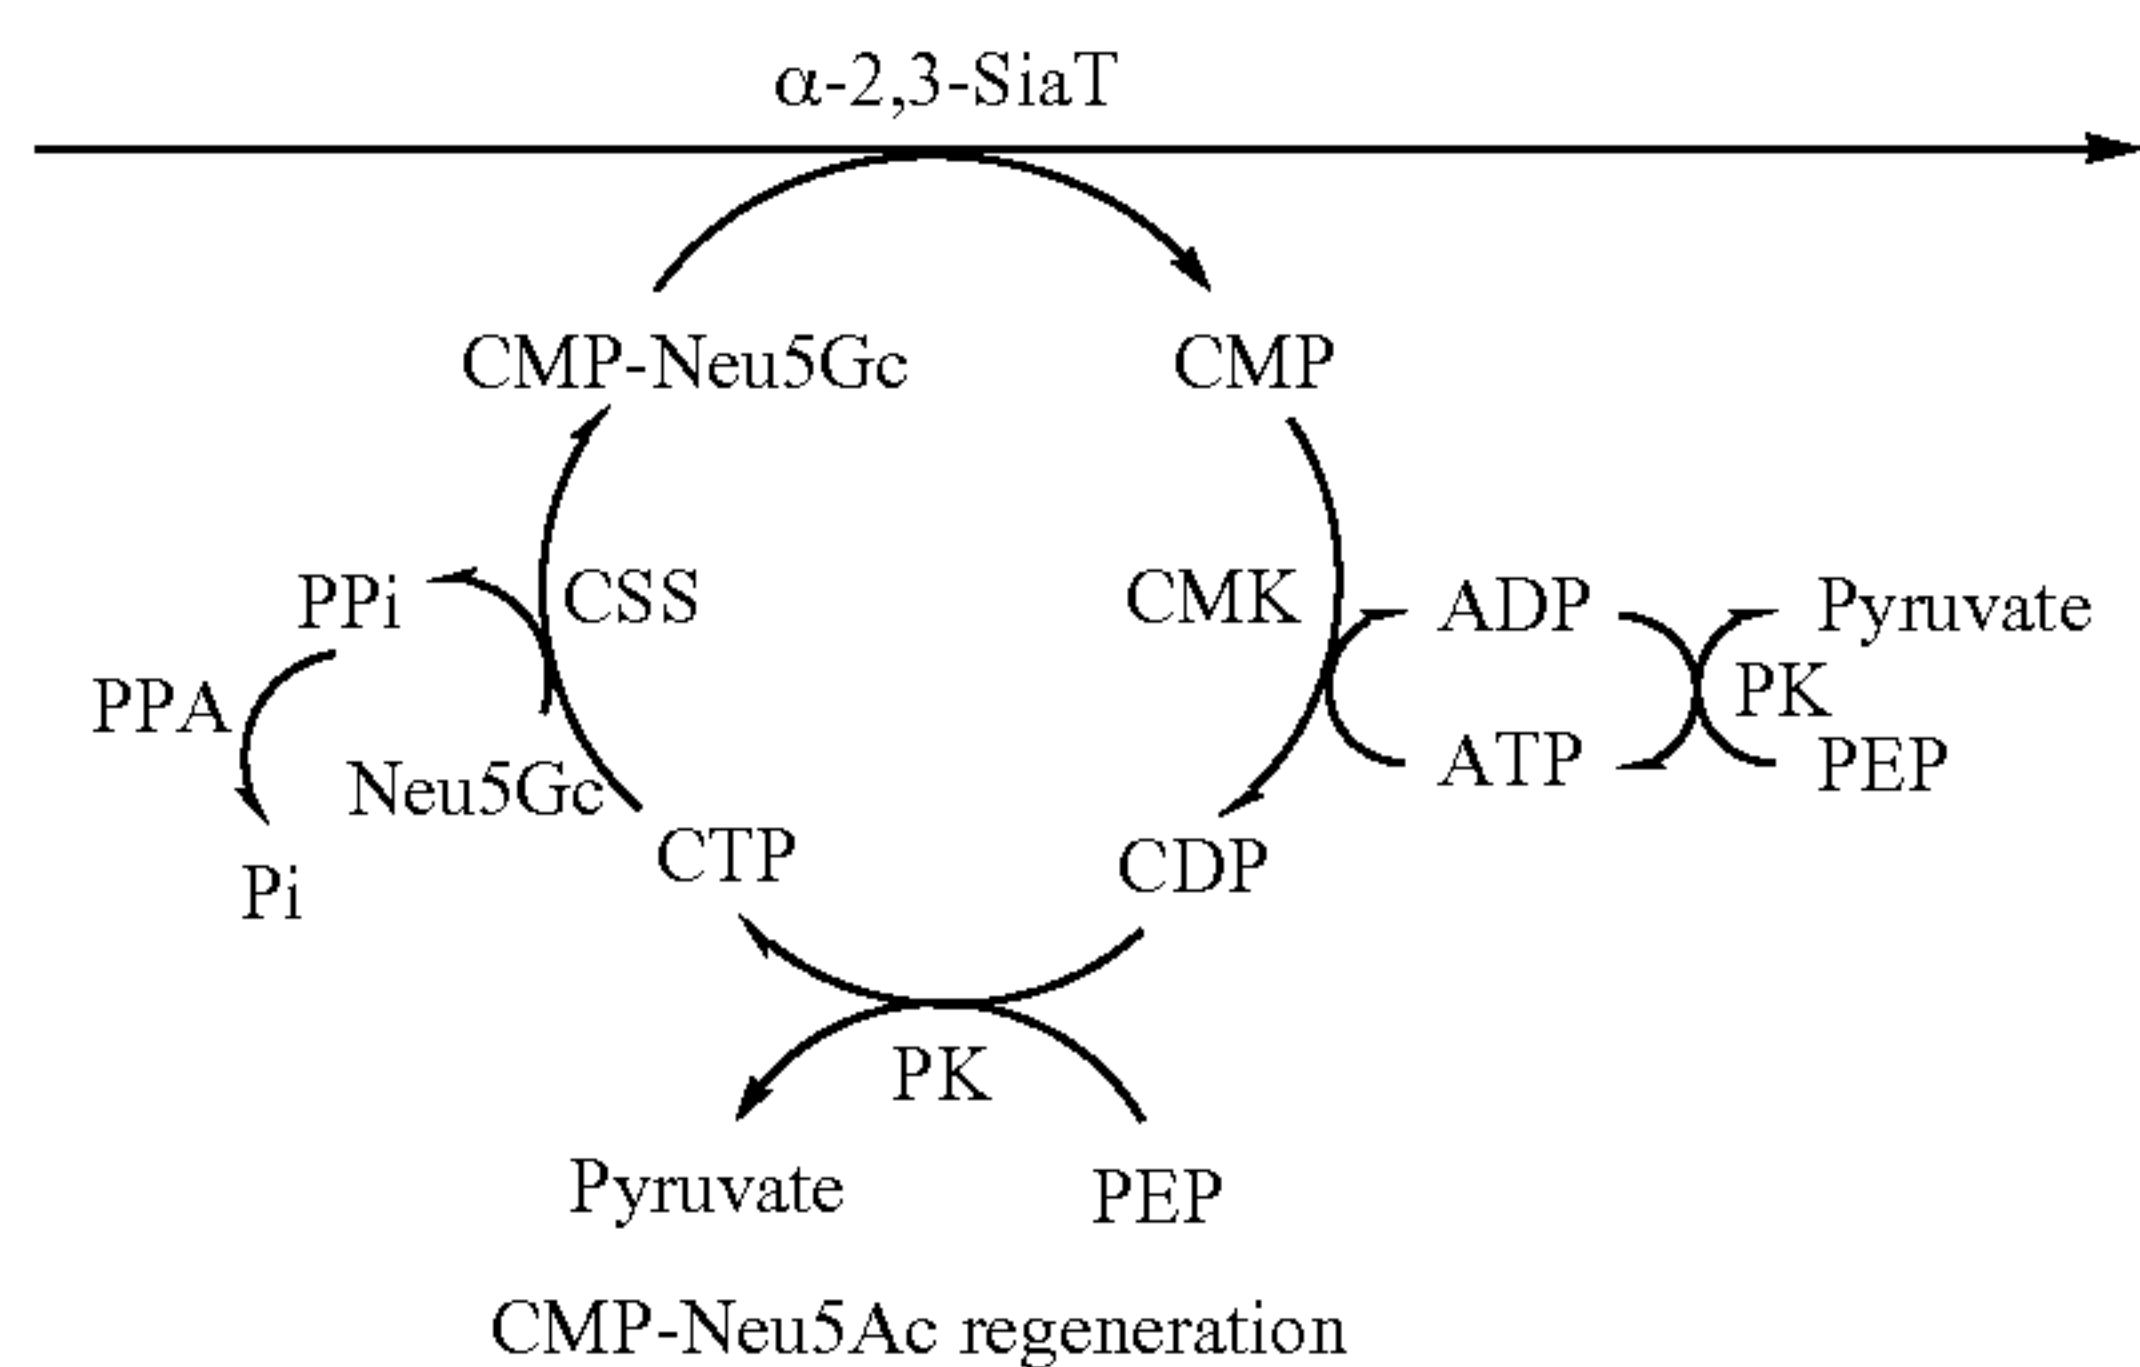 α-2,3-SiaT
CMP-Neu5Gc
CMP
PPi
CSS
CMK
ADP
Pyruvate
PPA
PK
Neu5Gc
ATP
PEP
CTP
CDP
Pi
PK
Pyruvate
PEP
CMP-Neu5Ac regeneration